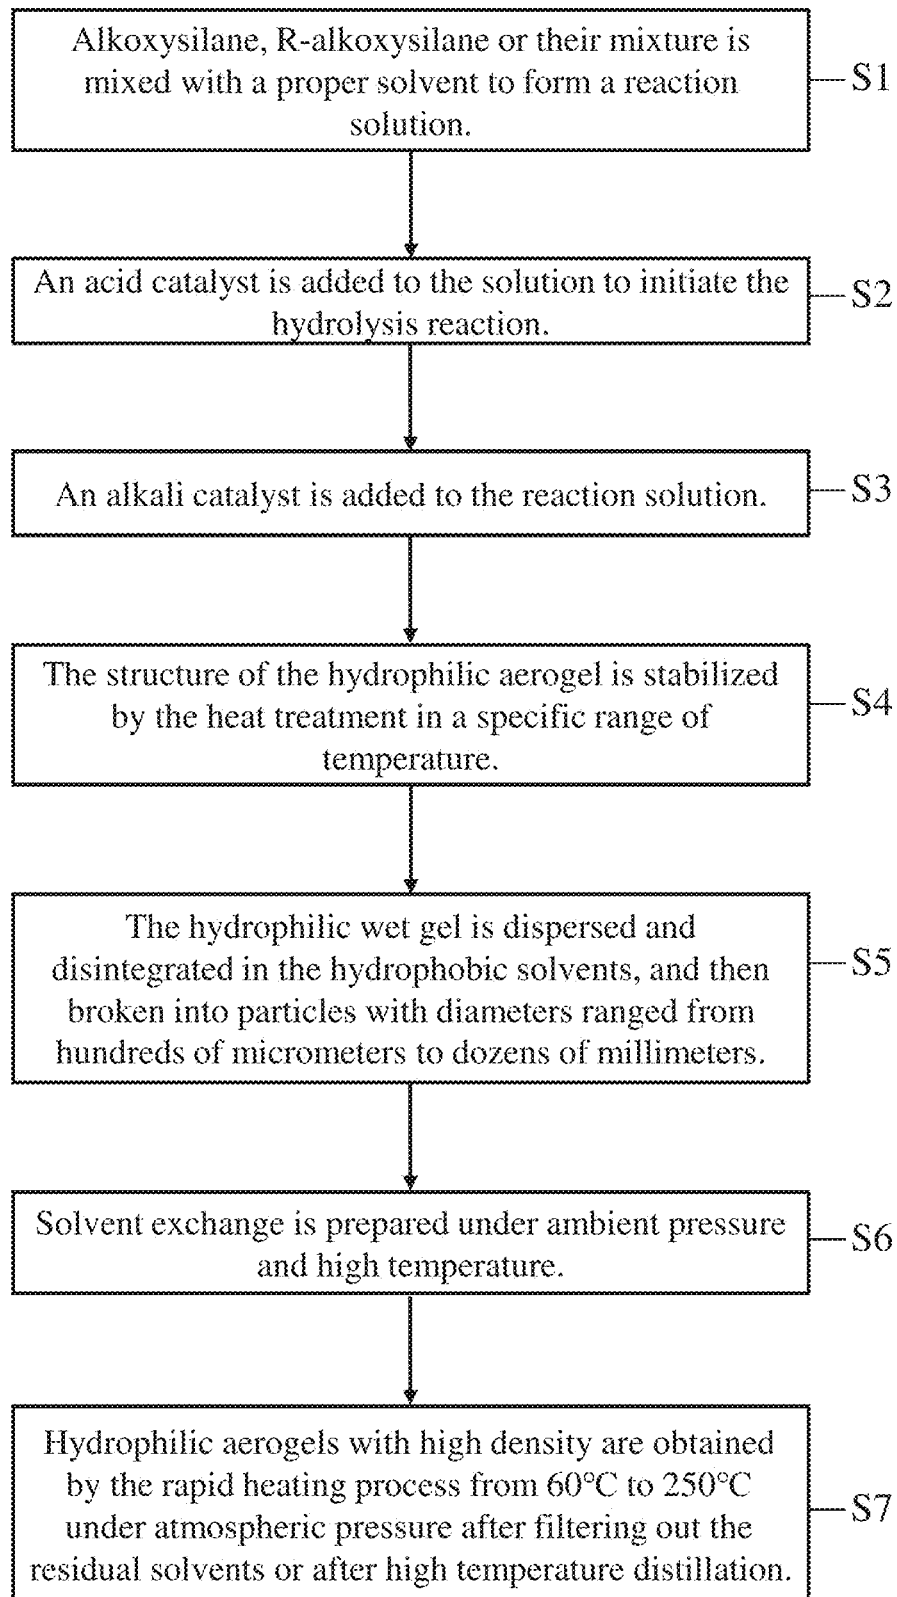 Alkoxysilane, R-alkoxysilane or their mixture is
mixed with a proper solvent to form a reaction
solution.
S1
An acid catalyst is added to the solution to initiate the
hydrolysis reaction.
S2
An alkali catalyst is added to the reaction solution.
S3
The structure of the hydrophilic aerogel is stabilized
by the heat treatment in a specific range of
temperature.
S4
The hydrophilic wet gel is dispersed and
disintegrated in the hydrophobic solvents, and then
broken into particles with diameters ranged from
hundreds of micrometers to dozens of millimeters.
S5
Solvent exchange is prepared under ambient pressure
and high temperature.
S6
Hydrophilic aerogels with high density are obtained
by the rapid heating process from 60°C to 250°C
under atmospheric pressure after filtering out the
residual solvents or after high temperature distillation.
S7